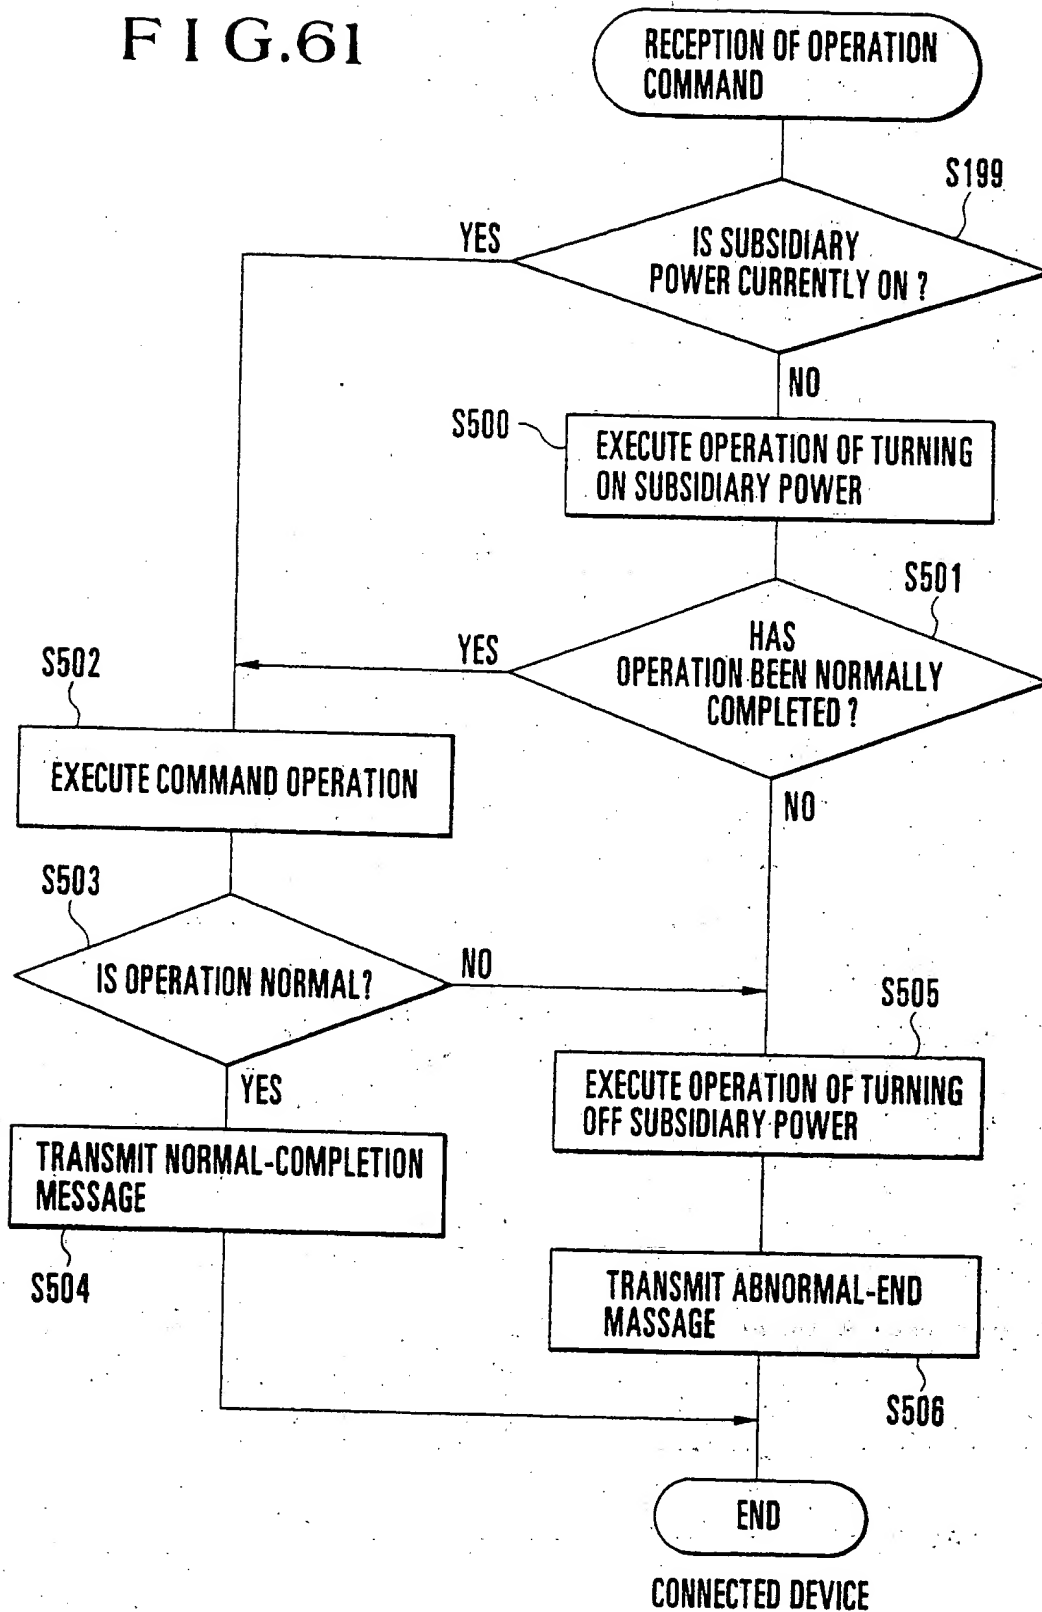 FIG.61
RECEPTION OF OPERATION
COMMAND
S199
YES
IS SUBSIDIARY
POWER CURRENTLY ON ?
NO
S500
EXECUTE OPERATION OF TURNING
ON SUBSIDIARY POWER
S501
YES
HAS
OPERATION BEEN NORMALLY
COMPLETED ?
S502
NO
EXECUTE COMMAND OPERATION
S503
IS OPERATION NORMAL?
NO
S505
YES
EXECUTE OPERATION OF TURNING
OFF SUBSIDIARY POWER
TRANSMIT NORMAL-COMPLETION
MESSAGE
S504
TRANSMIT ABNORMAL-END
MASSAGE
S506
END
CONNECTED DEVICE